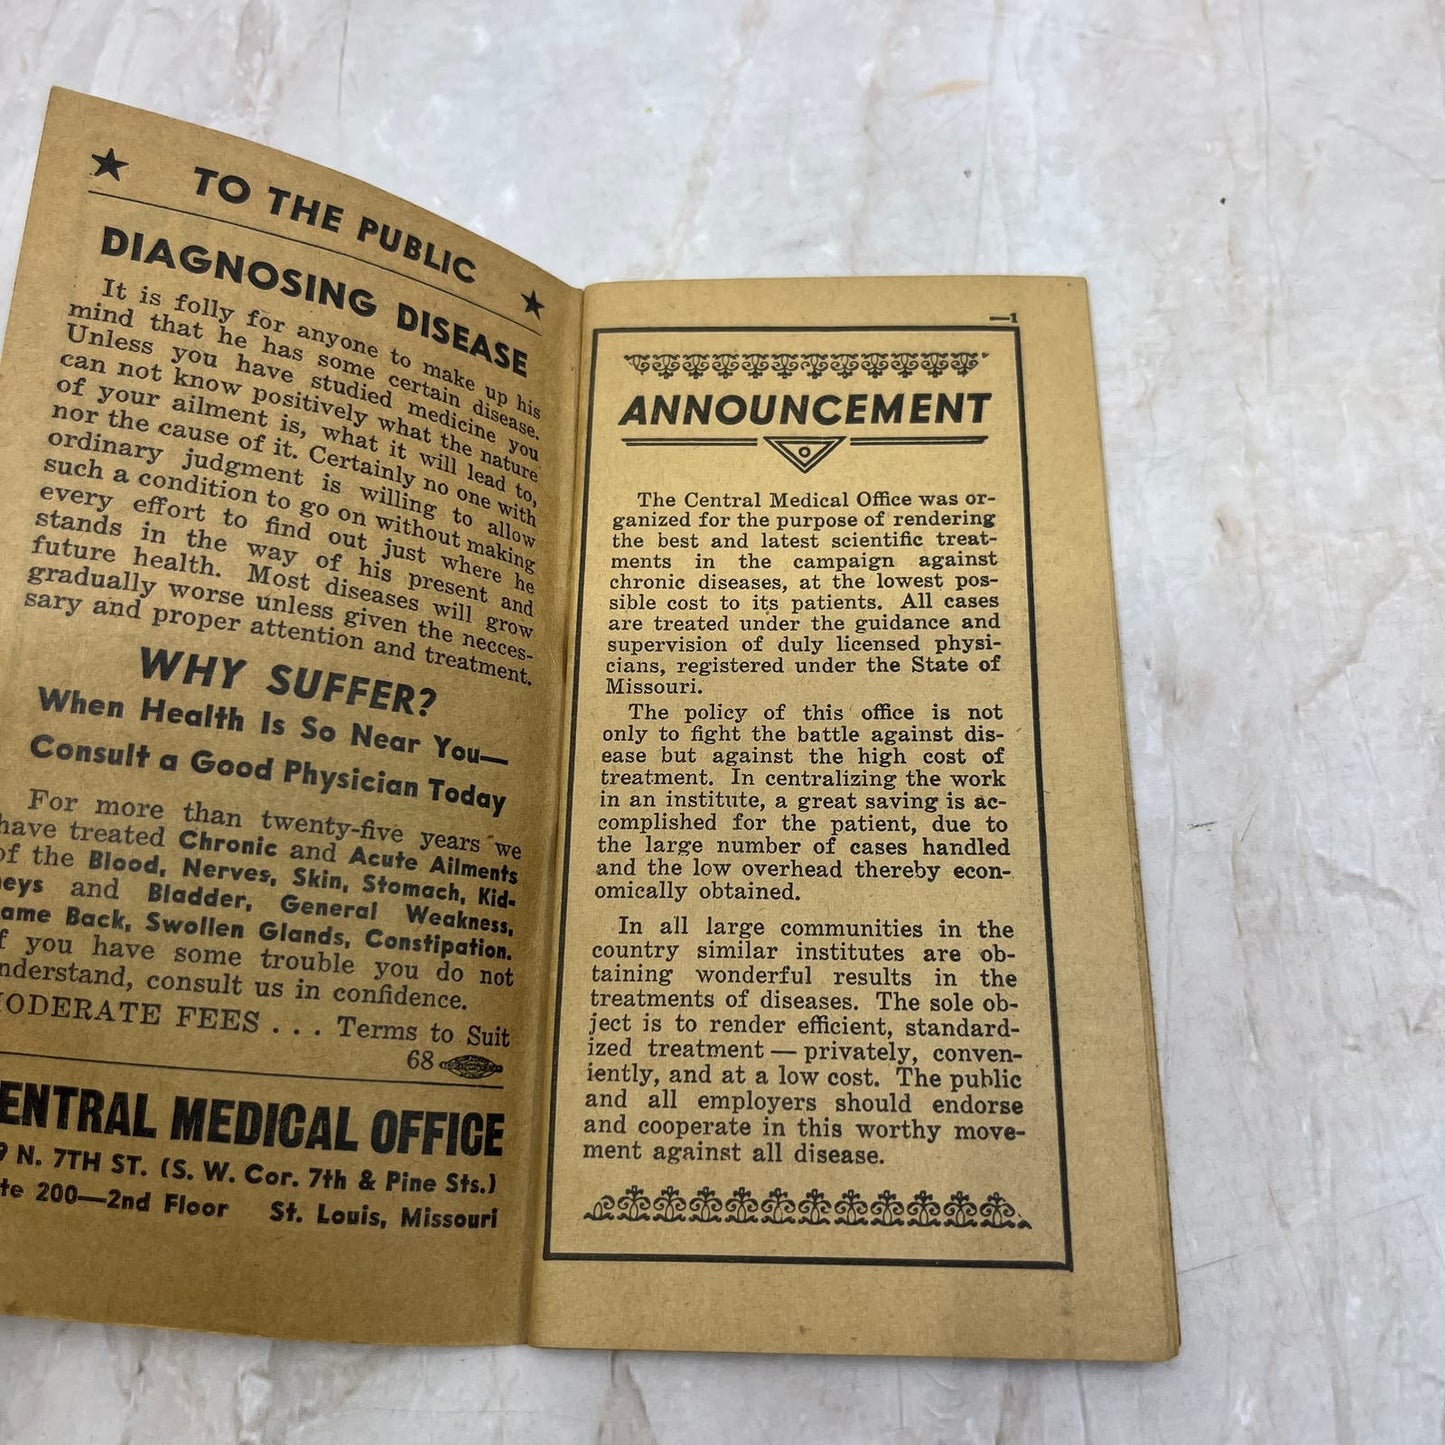 ★ TO THE PUBLIC ★
DIAGNOSING DISEASE
It is folly for anyone to make up his
mind that he has some certain disease.
Unless you have studied medicine you
can not know positively what the nature
of your ailment is, what it will lead to,
nor the cause of it. Certainly no one with
ordinary judgment is willing to allow
such a condition to go on without making
every effort to find out just where he
stands in the way of his present and
future health. Most diseases will grow
gradually worse unless given the necces-
sary and proper attention and treatment.
WHY SUFFER?
When Health Is So Near You—
Consult a Good Physician Today
For more than twenty-five years we
have treated Chronic and Acute Ailments
of the Blood, Nerves, Skin, Stomach, Kid-
neys and Bladder, General Weakness,
ame Back, Swollen Glands, Constipation.
f you have some trouble you do not
nderstand, consult us in confidence.
ODERATE FEES . . . Terms to Suit
68
ENTRAL MEDICAL OFFICE
9 N. 7TH ST. (S. W. Cor. 7th & Pine Sts.)
te 200—2nd Floor St. Louis, Missouri
—1
ANNOUNCEMENT
The Central Medical Office was or-
ganized for the purpose of rendering
the best and latest scientific treat-
ments in the campaign against
chronic diseases, at the lowest pos-
sible cost to its patients. All cases
are treated under the guidance and
supervision of duly licensed physi-
cians, registered under the State of
Missouri.
The policy of this office is not
only to fight the battle against dis-
ease but against the high cost of
treatment. In centralizing the work
in an institute, a great saving is ac-
complished for the patient, due to
the large number of cases handled
and the low overhead thereby econ-
omically obtained.
In all large communities in the
country similar institutes are ob-
taining wonderful results in the
treatments of diseases. The sole ob-
ject is to render efficient, standard-
ized treatment — privately, conven-
iently, and at a low cost. The public
and all employers should endorse
and cooperate in this worthy move-
ment against all disease.